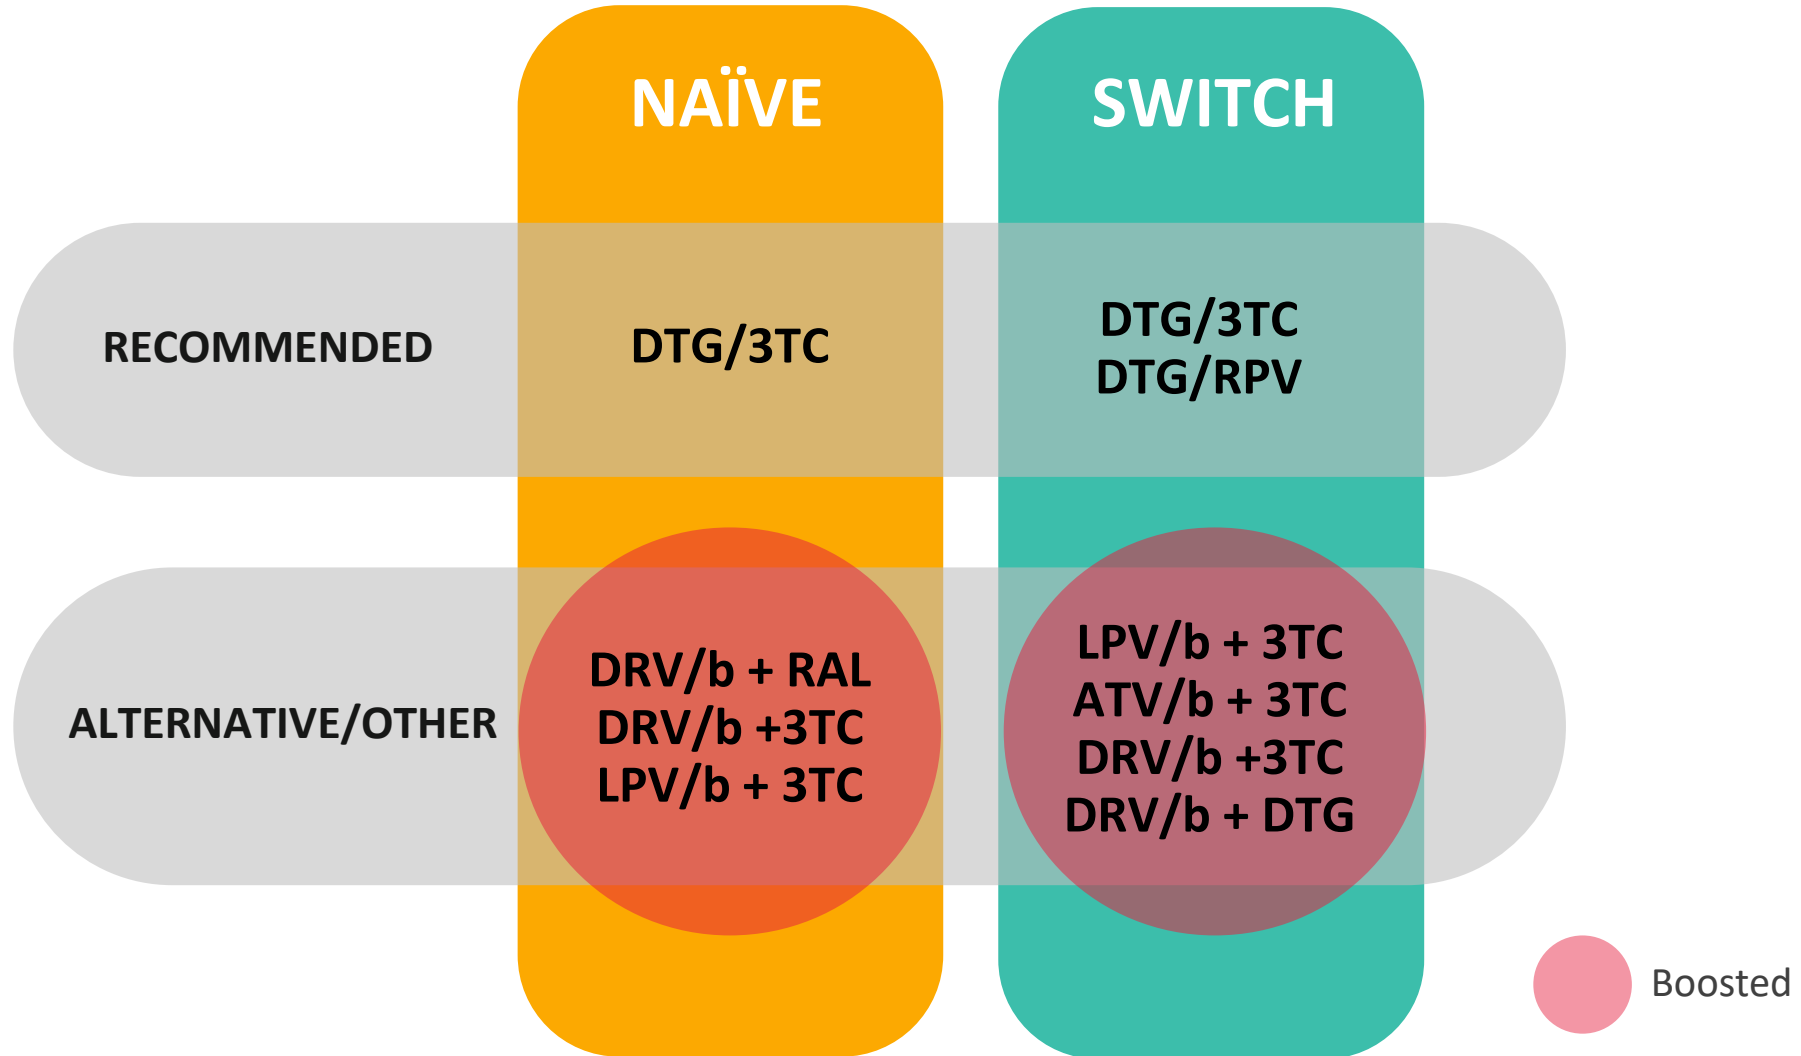 NAÏVE
SWITCH
RECOMMENDED
DTG/3TC
DTG/3TC
DTG/RPV
ALTERNATIVE/OTHER
DRV/b + RAL
DRV/b +3TC
LPV/b + 3TC
LPV/b + 3TC
ATV/b + 3TC
DRV/b +3TC
DRV/b + DTG
Boosted